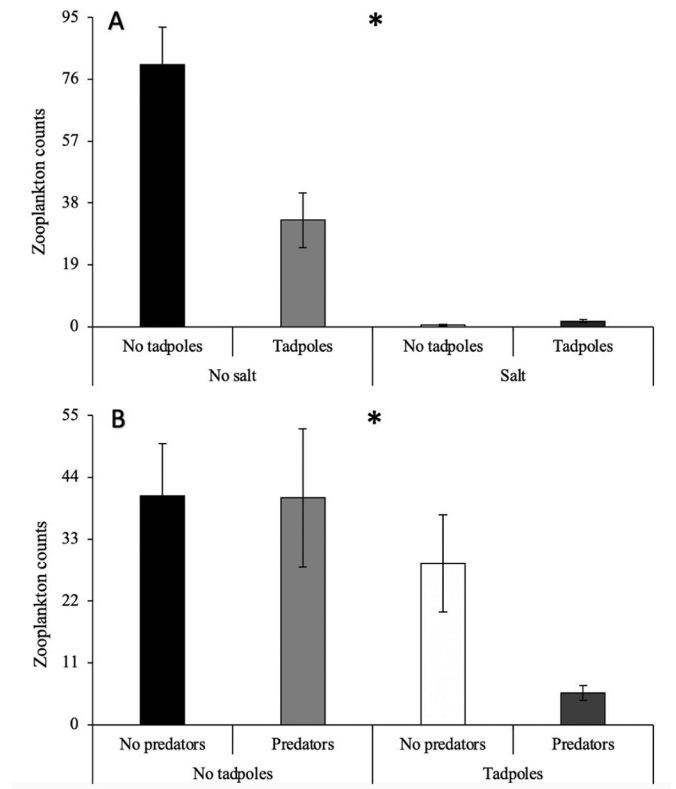 A
*
95
76
57
38
19
0
Zooplankton counts
No tadpoles Tadpoles No tadpoles Tadpoles
No salt Salt
B
*
55
44
33
22
11
0
Zooplankton counts
No predators Predators No predators Predators
No tadpoles Tadpoles